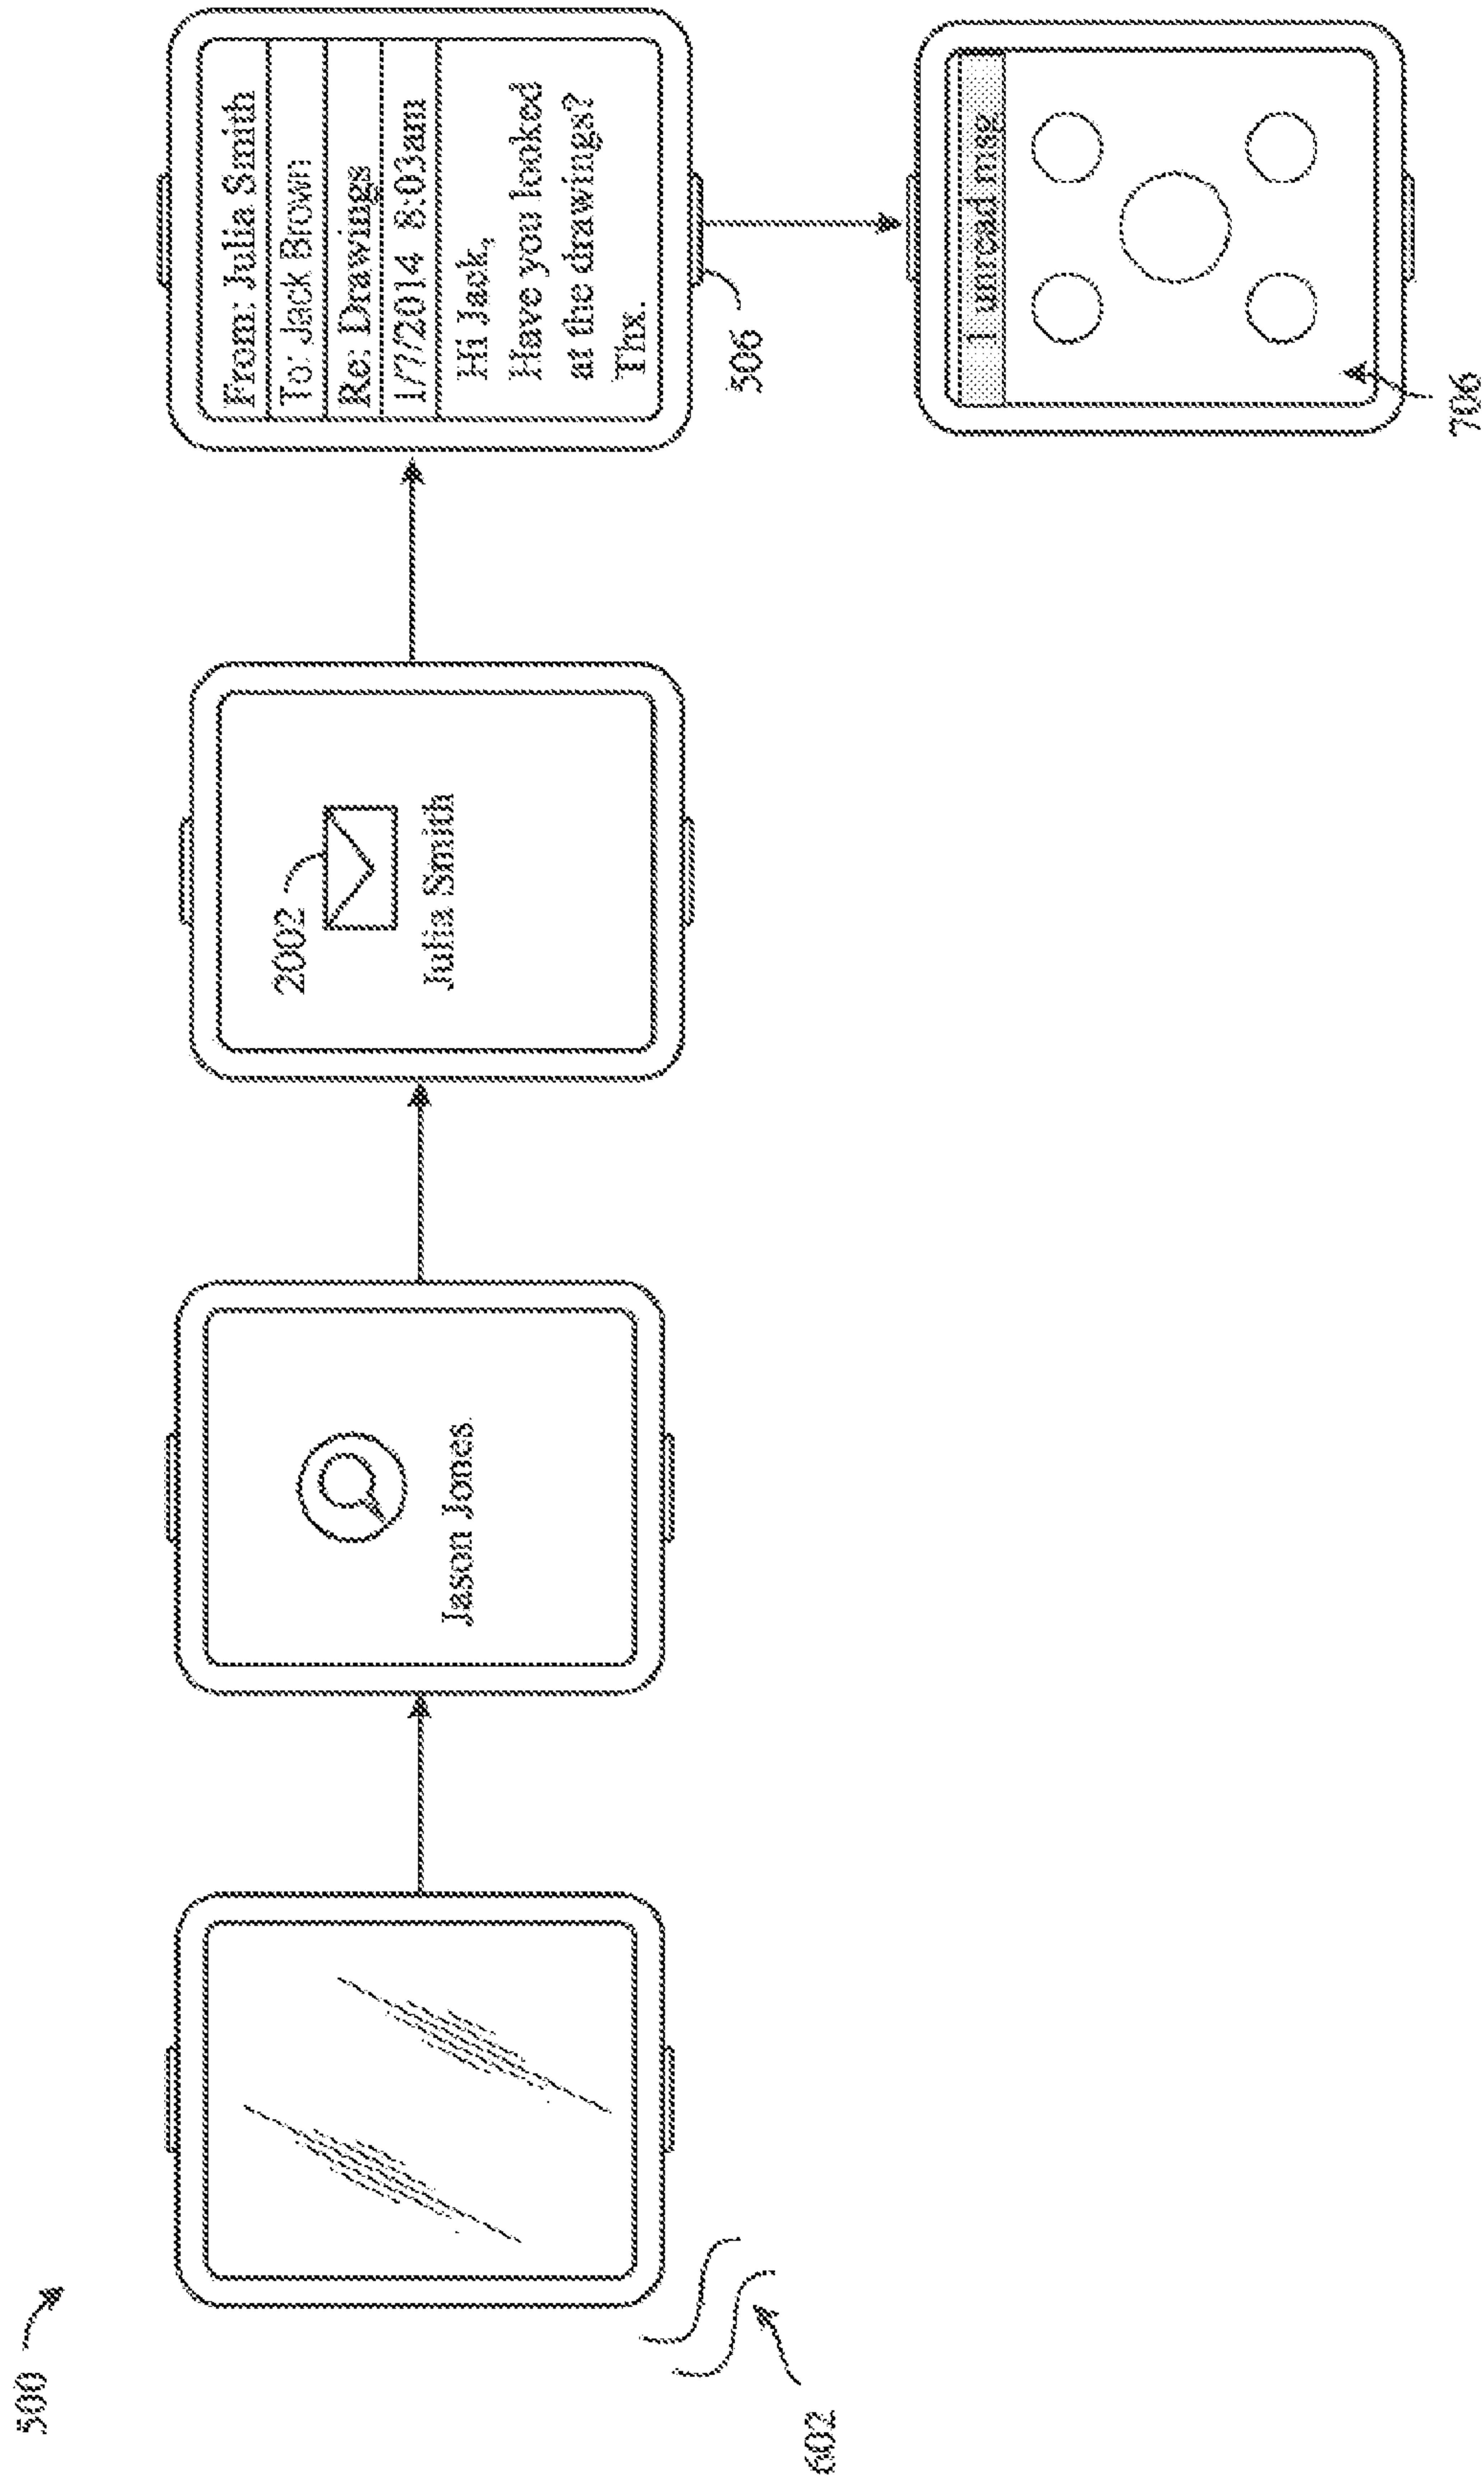 500
602
Jason Jones
2002
Julia Smith
From: Julia Smith
To: Jack Brown
Re: Drawings
1/7/2014 8:03am
Hi Jack,
Have you looked
at the drawings?
Thx.
506
1 unread msg
706